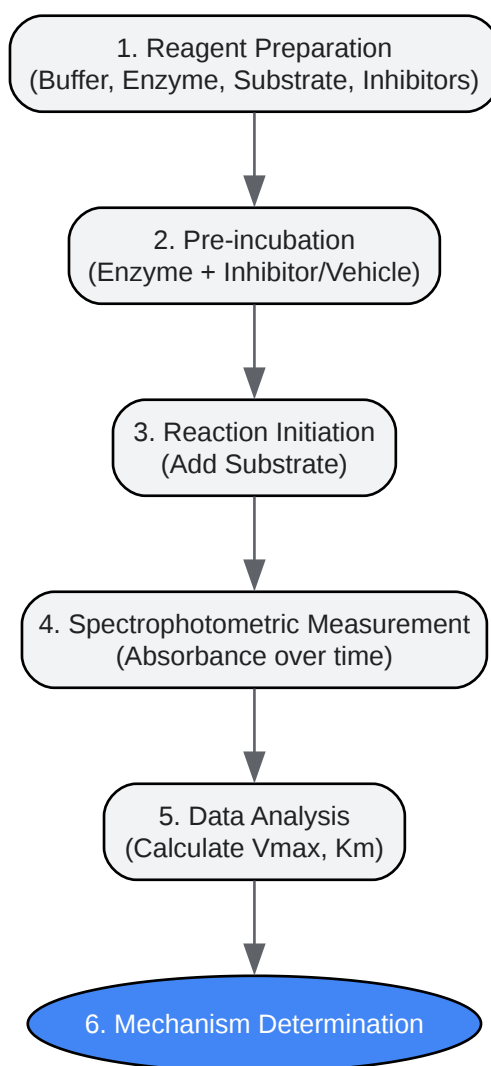 1. Reagent Preparation
(Buffer, Enzyme, Substrate, Inhibitors)
2. Pre-incubation
(Enzyme + Inhibitor/Vehicle)
3. Reaction Initiation
(Add Substrate)
4. Spectrophotometric Measurement
(Absorbance over time)
5. Data Analysis
(Calculate Vmax, Km)
6. Mechanism Determination